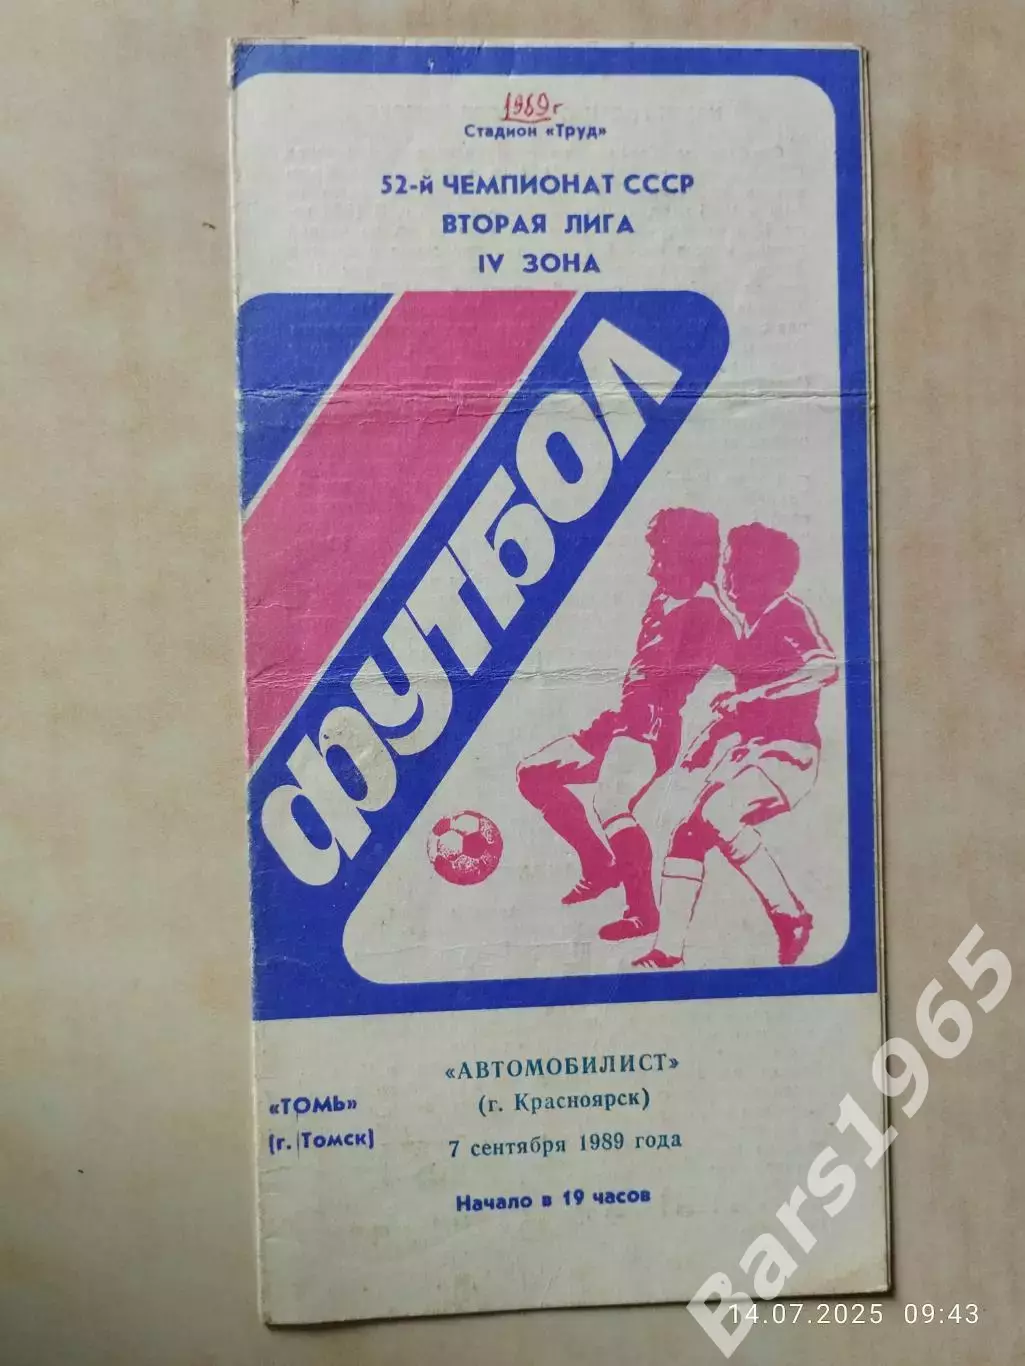 1989 г
Стадион «Труд»
52-й ЧЕМПИОНАТ СССР
ВТОРАЯ ЛИГА
IV ЗОНА
ФУТБОЛ
«АВТОМОБИЛИСТ»
(г. Красноярск)
«ТОМЬ»
(г. Томск)
7 сентября 1989 года
Начало в 19 часов
Bars1965
14.07.2025 09:43